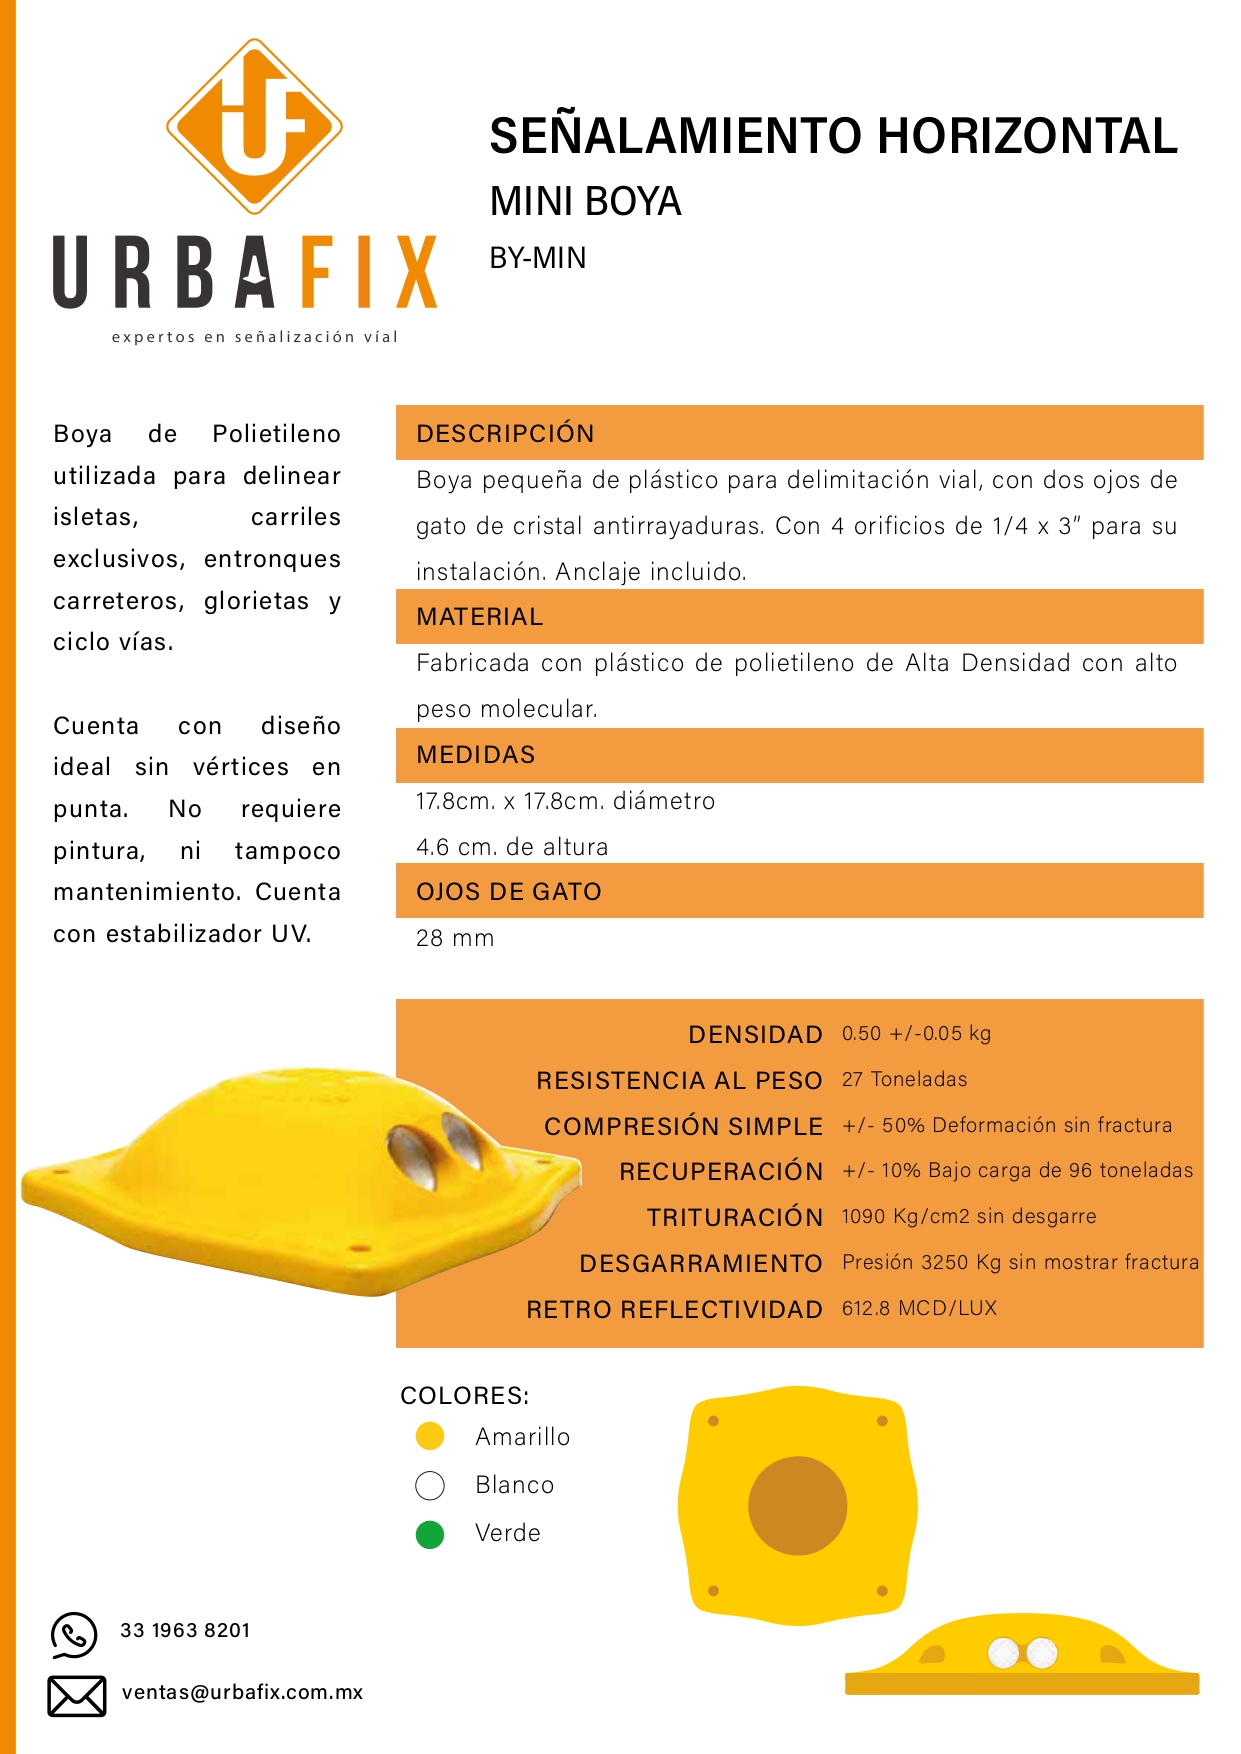 UF
URBAFIX
expertos en señalización víal
SEÑALAMIENTO HORIZONTAL
MINI BOYA
BY-MIN
Boya de Polietileno
utilizada para delinear
isletas, carriles
exclusivos, entronques
carreteros, glorietas y
ciclo vías.
Cuenta con diseño
ideal sin vértices en
punta. No requiere
pintura, ni tampoco
mantenimiento. Cuenta
con estabilizador UV.
DESCRIPCIÓN
Boya pequeña de plástico para delimitación vial, con dos ojos de
gato de cristal antirrayaduras. Con 4 orificios de 1/4 x 3” para su
instalación. Anclaje incluido.
MATERIAL
Fabricada con plástico de polietileno de Alta Densidad con alto
peso molecular.
MEDIDAS
17.8cm. x 17.8cm. diámetro
4.6 cm. de altura
OJOS DE GATO
28 mm
DENSIDAD 0.50 +/-0.05 kg
RESISTENCIA AL PESO 27 Toneladas
COMPRESIÓN SIMPLE +/- 50% Deformación sin fractura
RECUPERACIÓN +/- 10% Bajo carga de 96 toneladas
TRITURACIÓN 1090 Kg/cm2 sin desgarre
DESGARRAMIENTO Presión 3250 Kg sin mostrar fractura
RETRO REFLECTIVIDAD 612.8 MCD/LUX
COLORES:
Amarillo
Blanco
Verde
33 1963 8201
ventas@urbafix.com.mx